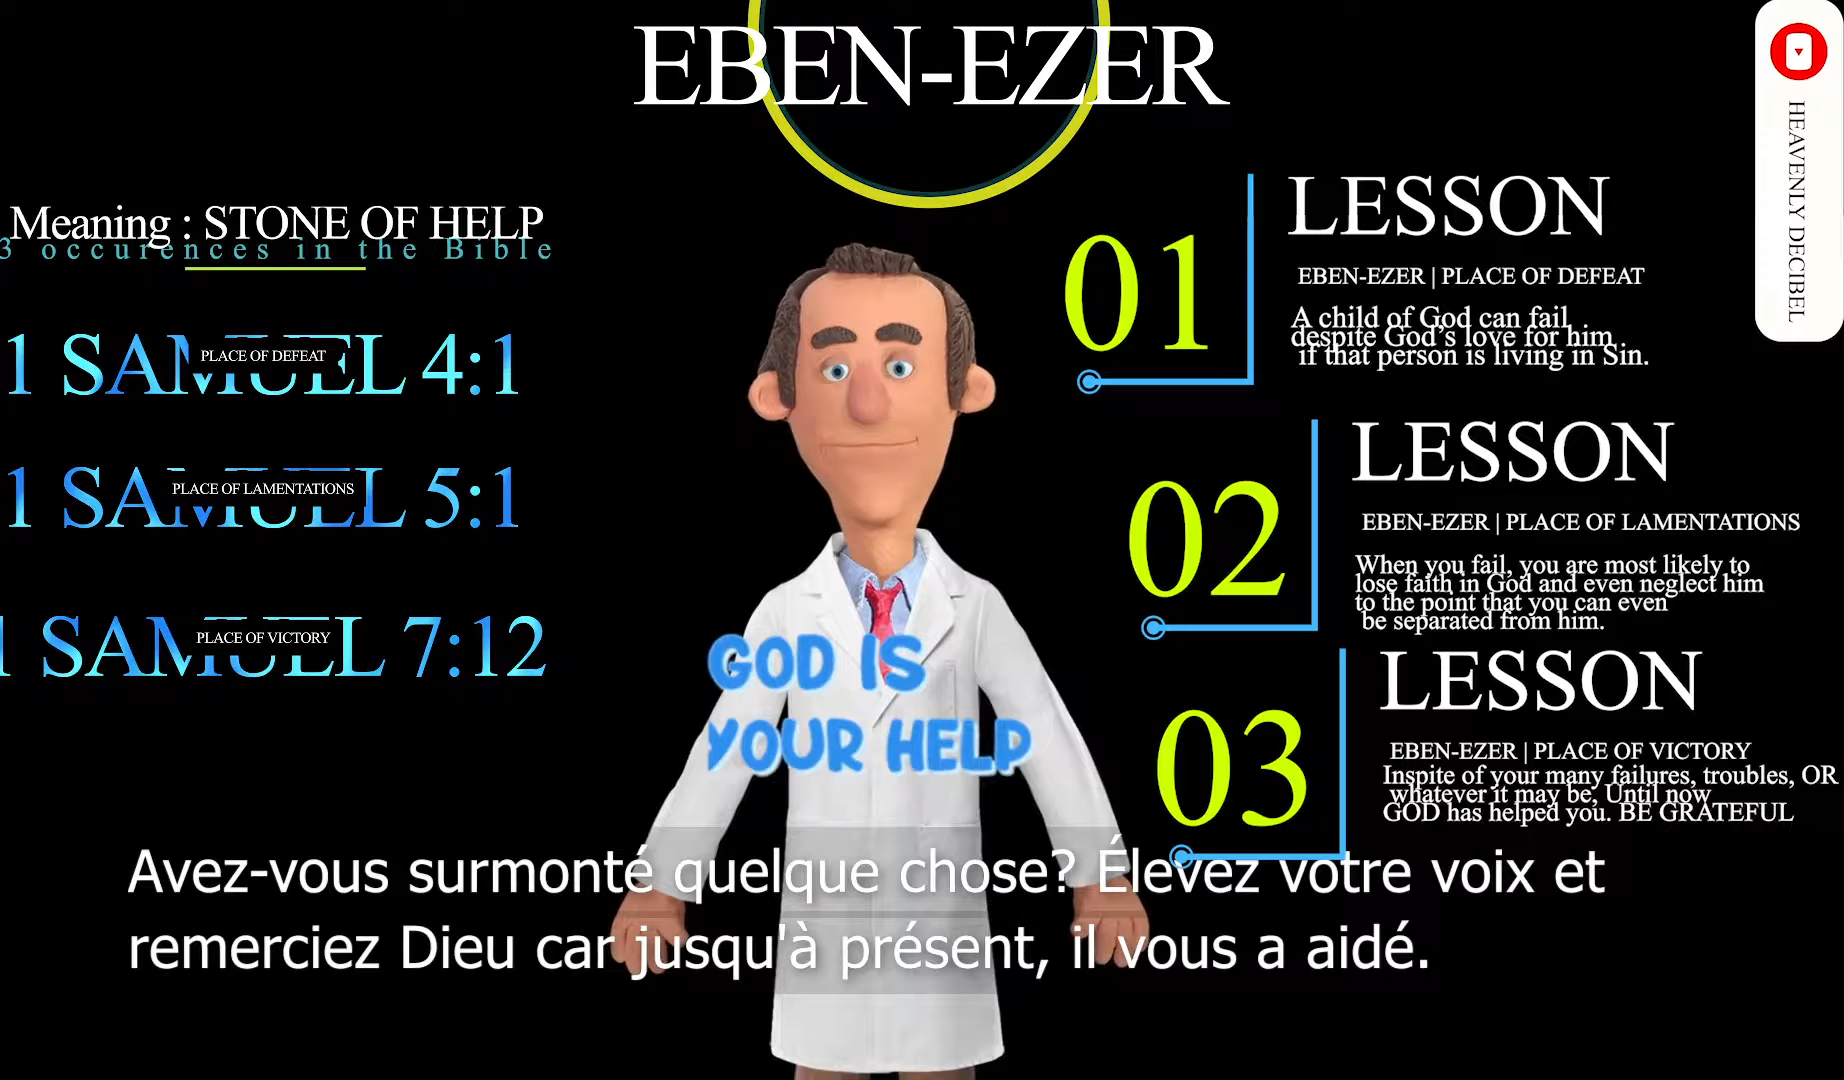 EBEN-EZER
HEAVENLY DECIBEL
Meaning : STONE OF HELP
3 occurences in the Bible
1 SAMUEL 4:1
PLACE OF DEFEAT
1 SAMUEL 5:1
PLACE OF LAMENTATIONS
1 SAMUEL 7:12
PLACE OF VICTORY
GOD IS
YOUR HELP
01
LESSON
EBEN-EZER | PLACE OF DEFEAT
A child of God can fail
despite God's love for him
if that person is living in Sin.
02
LESSON
EBEN-EZER | PLACE OF LAMENTATIONS
When you fail, you are most likely to
lose faith in God and even neglect him
to the point that you can even
be separated from him.
03
LESSON
EBEN-EZER | PLACE OF VICTORY
Inspite of your many failures, troubles, OR
whatever it may be, Until now
GOD has helped you. BE GRATEFUL
Avez-vous surmonté quelque chose? Élevez votre voix et
remerciez Dieu car jusqu'à présent, il vous a aidé.